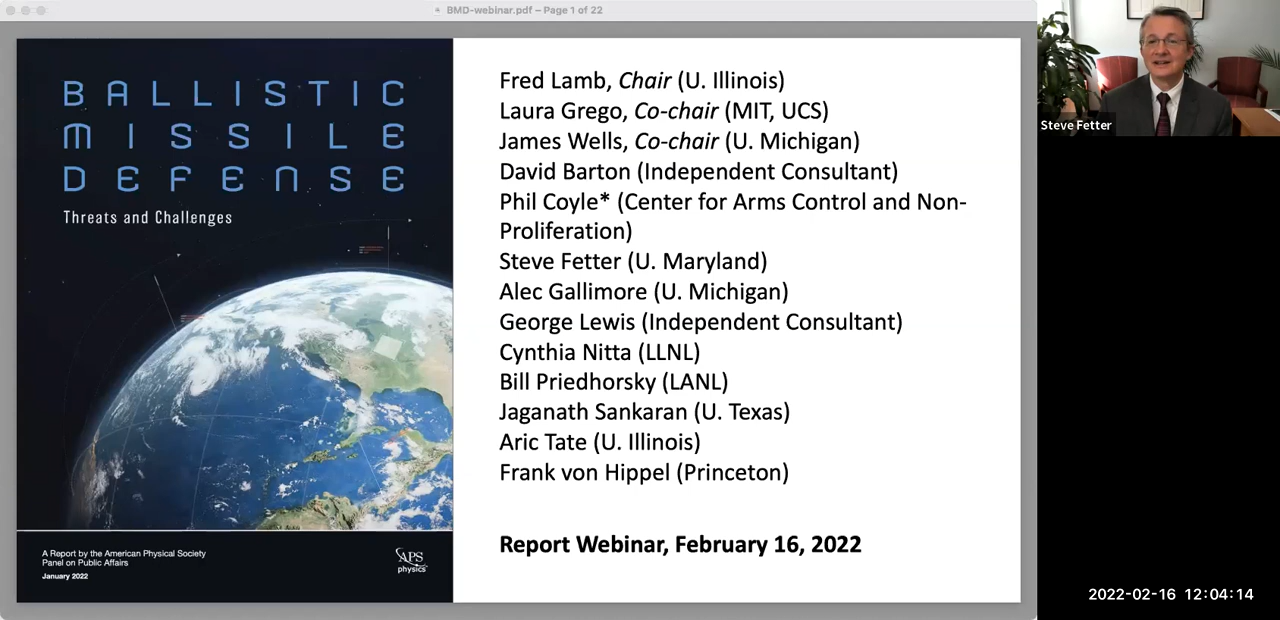 BMD-webinar.pdf – Page 1 of 22
BALLISTIC
MISSILE
DEFENSE
Threats and Challenges
A Report by the American Physical Society
Panel on Public Affairs
January 2022
APS
physics
Fred Lamb, Chair (U. Illinois)
Laura Grego, Co-chair (MIT, UCS)
James Wells, Co-chair (U. Michigan)
David Barton (Independent Consultant)
Phil Coyle* (Center for Arms Control and Non-
Proliferation)
Steve Fetter (U. Maryland)
Alec Gallimore (U. Michigan)
George Lewis (Independent Consultant)
Cynthia Nitta (LLNL)
Bill Priedhorsky (LANL)
Jaganath Sankaran (U. Texas)
Aric Tate (U. Illinois)
Frank von Hippel (Princeton)
Report Webinar, February 16, 2022
Steve Fetter
2022-02-16 12:04:14